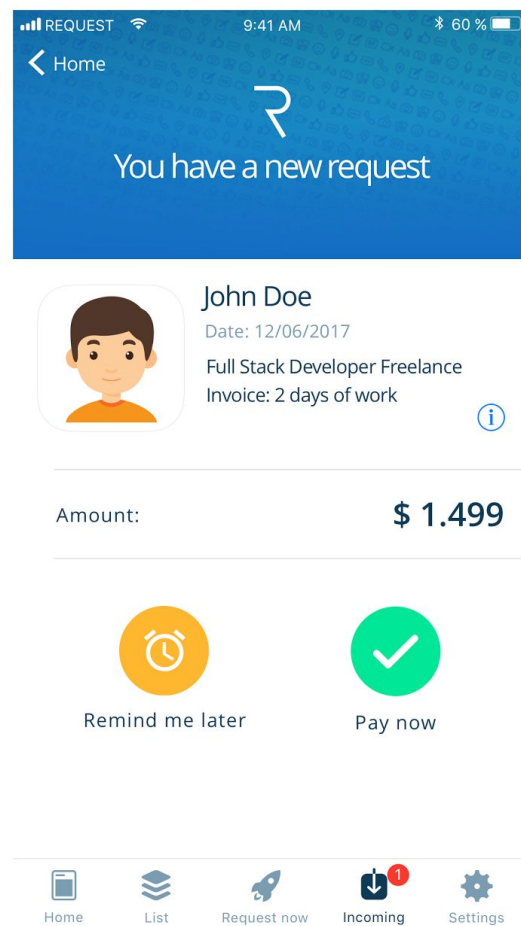 REQUEST 9:41 AM 60 %
Home
You have a new request
John Doe
Date: 12/06/2017
Full Stack Developer Freelance
Invoice: 2 days of work
i
Amount: $ 1.499
Remind me later Pay now
1
Home List Request now Incoming Settings